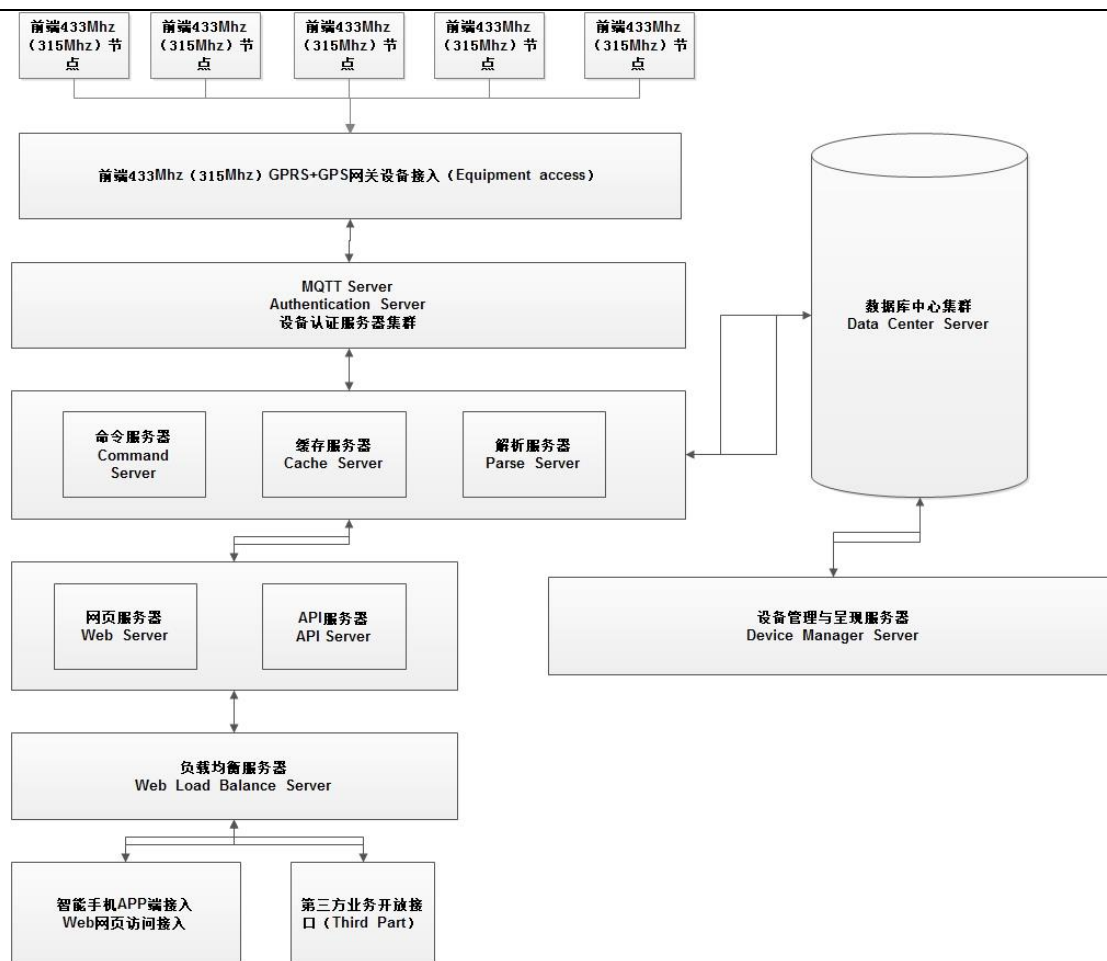 前端433Mhz
（315Mhz）节
点
前端433Mhz
（315Mhz）节
点
前端433Mhz
（315Mhz）节
点
前端433Mhz
（315Mhz）节
点
前端433Mhz
（315Mhz）节
点
前端433Mhz（315Mhz）GPRS+GPS网关设备接入（Equipment access）
MQTT Server
Authentication Server
设备认证服务器集群
数据库中心集群
Data Center Server
命令服务器
Command
Server
缓存服务器
Cache Server
解析服务器
Parse Server
网页服务器
Web Server
API服务器
API Server
设备管理与呈现服务器
Device Manager Server
负载均衡服务器
Web Load Balance Server
智能手机APP端接入
Web网页访问接入
第三方业务开放接
口（Third Part）